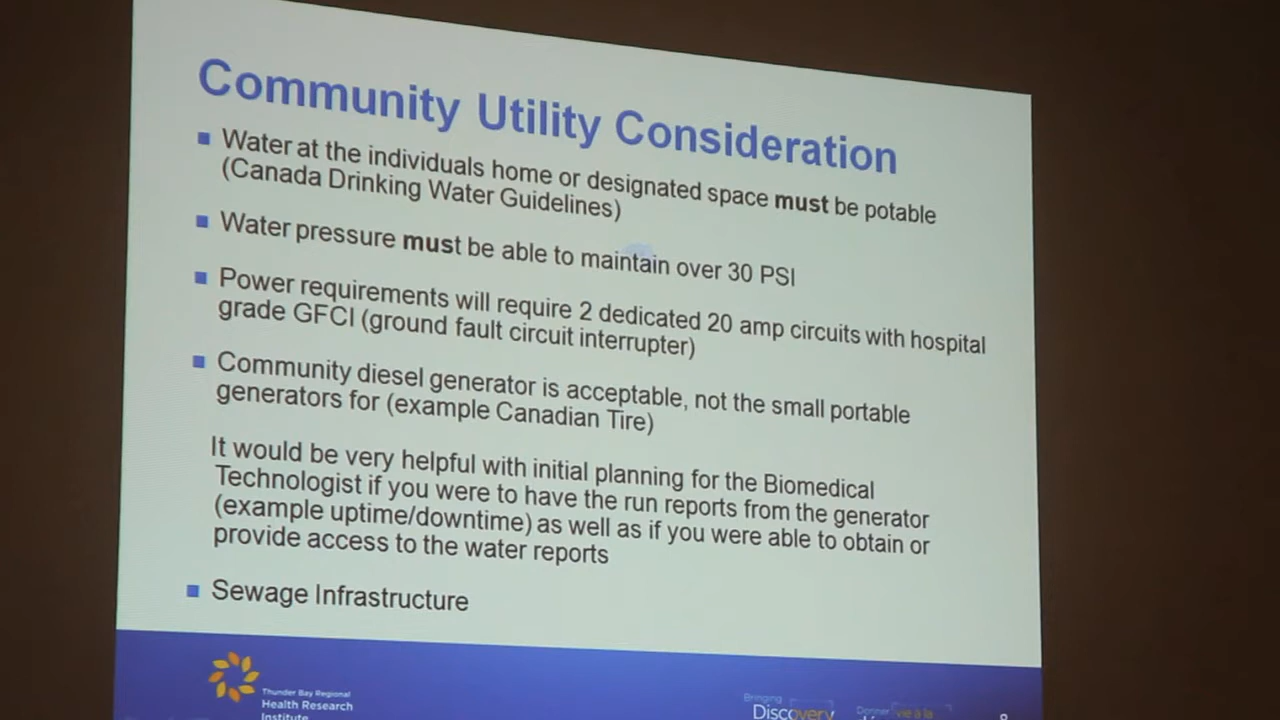 Community Utility Consideration
Water at the individuals home or designated space must be potable
(Canada Drinking Water Guidelines)
Water pressure must be able to maintain over 30 PSI
Power requirements will require 2 dedicated 20 amp circuits with hospital
grade GFCI (ground fault circuit interrupter)
Community diesel generator is acceptable, not the small portable
generators for (example Canadian Tire)
It would be very helpful with initial planning for the Biomedical
Technologist if you were to have the run reports from the generator
(example uptime/downtime) as well as if you were able to obtain or
provide access to the water reports
Sewage Infrastructure
Thunder Bay Regional
Health Research
Institute
Bringing
Discovery
Donner vie à la